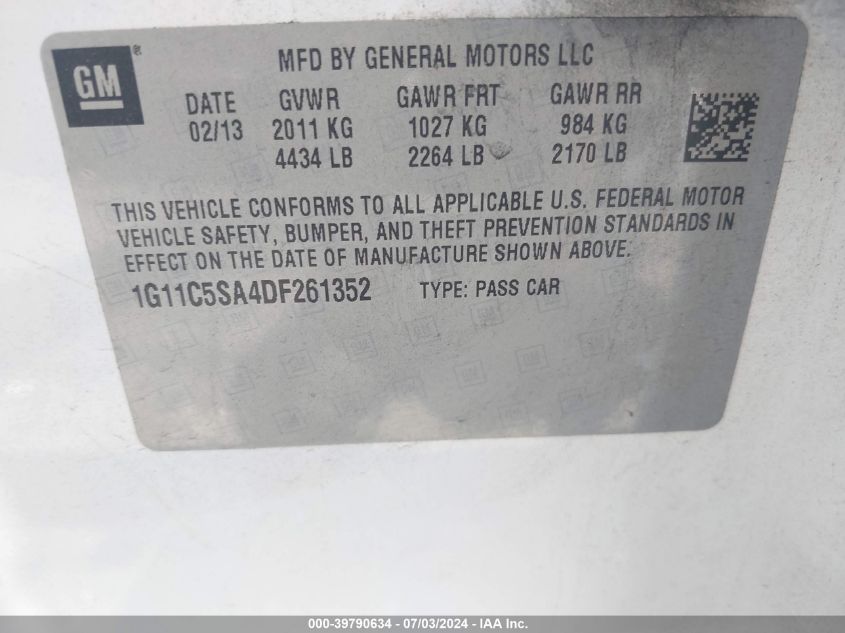 GM ®
MFD BY GENERAL MOTORS LLC
DATE GVWR GAWR FRT GAWR RR
02/13 2011 KG 1027 KG 984 KG
4434 LB 2264 LB 2170 LB
THIS VEHICLE CONFORMS TO ALL APPLICABLE U.S. FEDERAL MOTOR
VEHICLE SAFETY, BUMPER, AND THEFT PREVENTION STANDARDS IN
EFFECT ON THE DATE OF MANUFACTURE SHOWN ABOVE.
1G11C5SA4DF261352 TYPE: PASS CAR
000-39790634 - 07/03/2024 - IAA Inc.